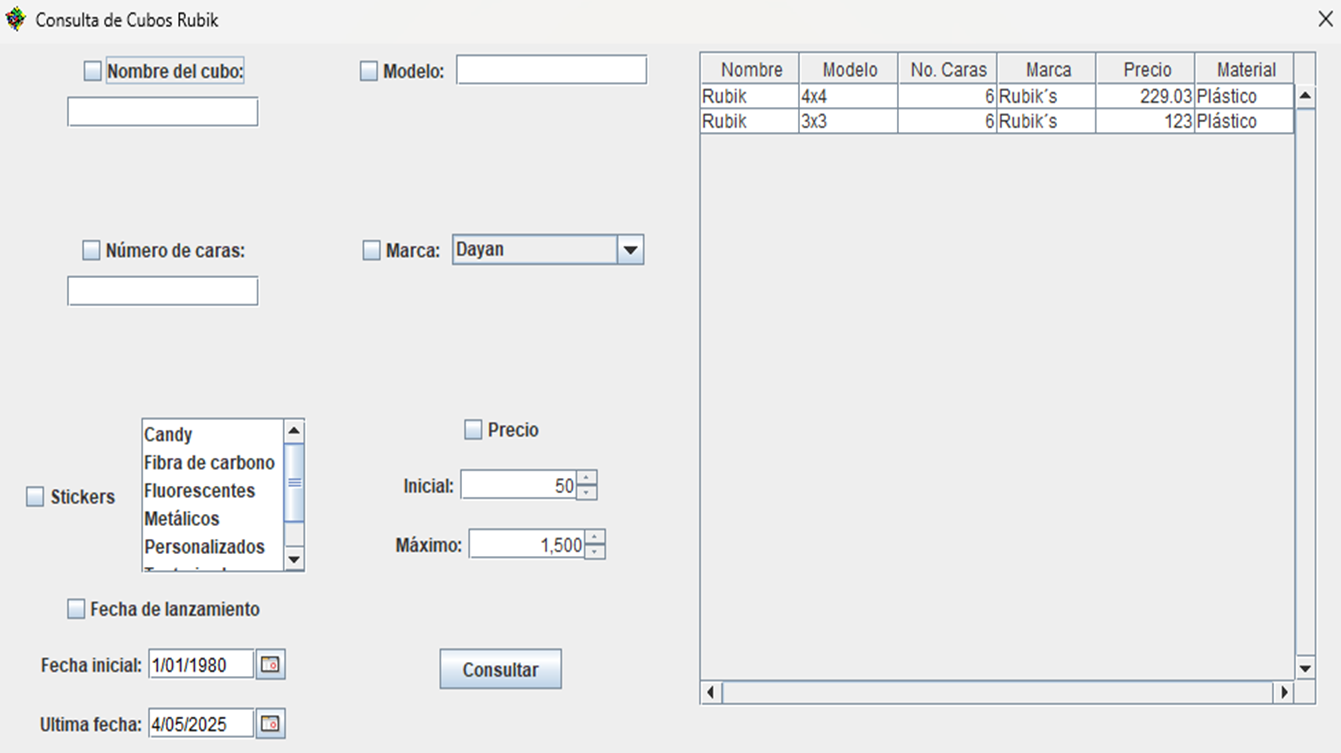 Consulta de Cubos Rubik
Nombre del cubo:
Modelo:
Número de caras:
Marca: Dayan
Stickers
Candy
Fibra de carbono
Fluorescentes
Metálicos
Personalizados
Precio
Inicial: 50
Máximo: 1,500
Fecha de lanzamiento
Fecha inicial: 1/01/1980
Ultima fecha: 4/05/2025
Consultar
Nombre Modelo No. Caras Marca Precio Material
Rubik 4x4 6 Rubik´s 229.03 Plástico
Rubik 3x3 6 Rubik´s 123 Plástico